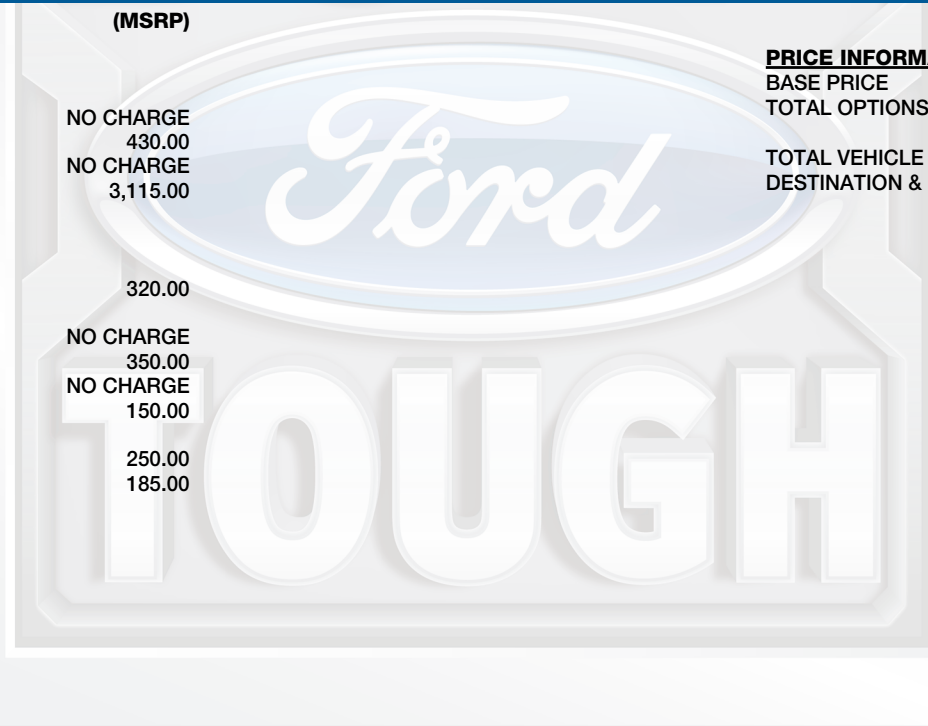 (MSRP)
NO CHARGE
430.00
NO CHARGE
3,115.00
320.00
NO CHARGE
350.00
NO CHARGE
150.00
250.00
185.00
PRICE INFORMA
BASE PRICE
TOTAL OPTIONS
TOTAL VEHICLE
DESTINATION &
Ford
TOUGH